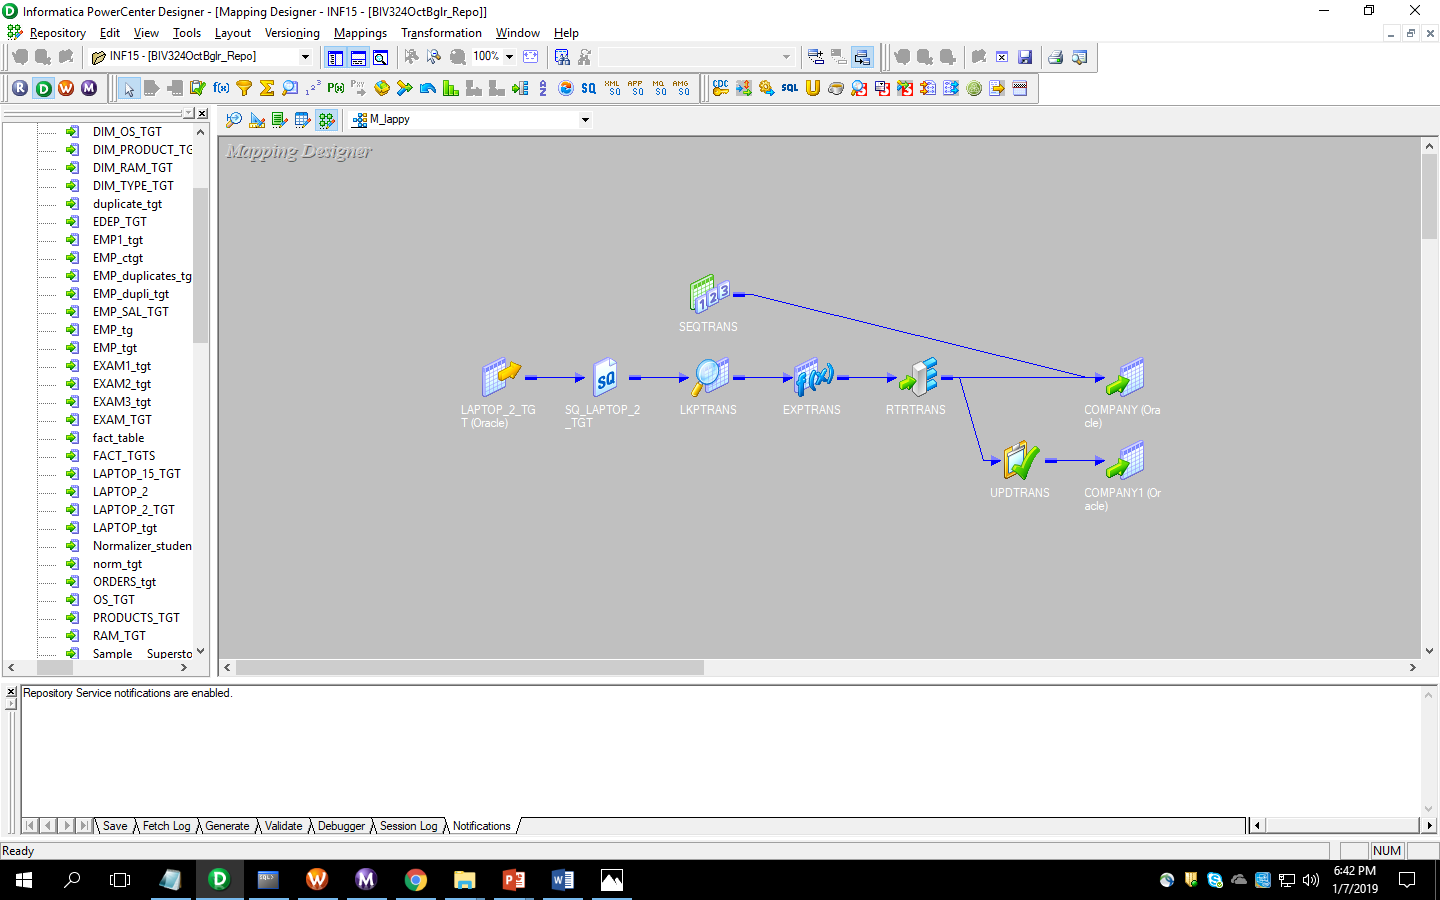 Informatica PowerCenter Designer - [Mapping Designer - INF15 - [BIV324OctBglr_Repo]]
Repository Edit View Tools Layout Versioning Mappings Transformation Window Help
INF15 - [BIV324OctBglr_Repo] 100%
M_lappy
Mapping Designer
DIM_OS_TGT
DIM_PRODUCT_TG
DIM_RAM_TGT
DIM_TYPE_TGT
duplicate_tgt
EDEP_TGT
EMP1_tgt
EMP_ctgt
EMP_duplicates_tg
EMP_dupli_tgt
EMP_SAL_TGT
EMP_tg
EMP_tgt
EXAM1_tgt
EXAM2_tgt
EXAM3_tgt
EXAM_TGT
fact_table
FACT_TGTS
LAPTOP_15_TGT
LAPTOP_2
LAPTOP_2_TGT
LAPTOP_tgt
Normalizer_studen
norm_tgt
ORDERS_tgt
OS_TGT
PRODUCTS_TGT
RAM_TGT
Sample Supersto
SEQTRANS
LAPTOP_2_TG
T (Oracle)
SQ_LAPTOP_2
_TGT
LKPTRANS
EXPTRANS
RTRTRANS
COMPANY (Ora
cle)
UPDTRANS
COMPANY1 (Or
acle)
Repository Service notifications are enabled.
Save Fetch Log Generate Validate Debugger Session Log Notifications
Ready
NUM
6:42 PM
1/7/2019